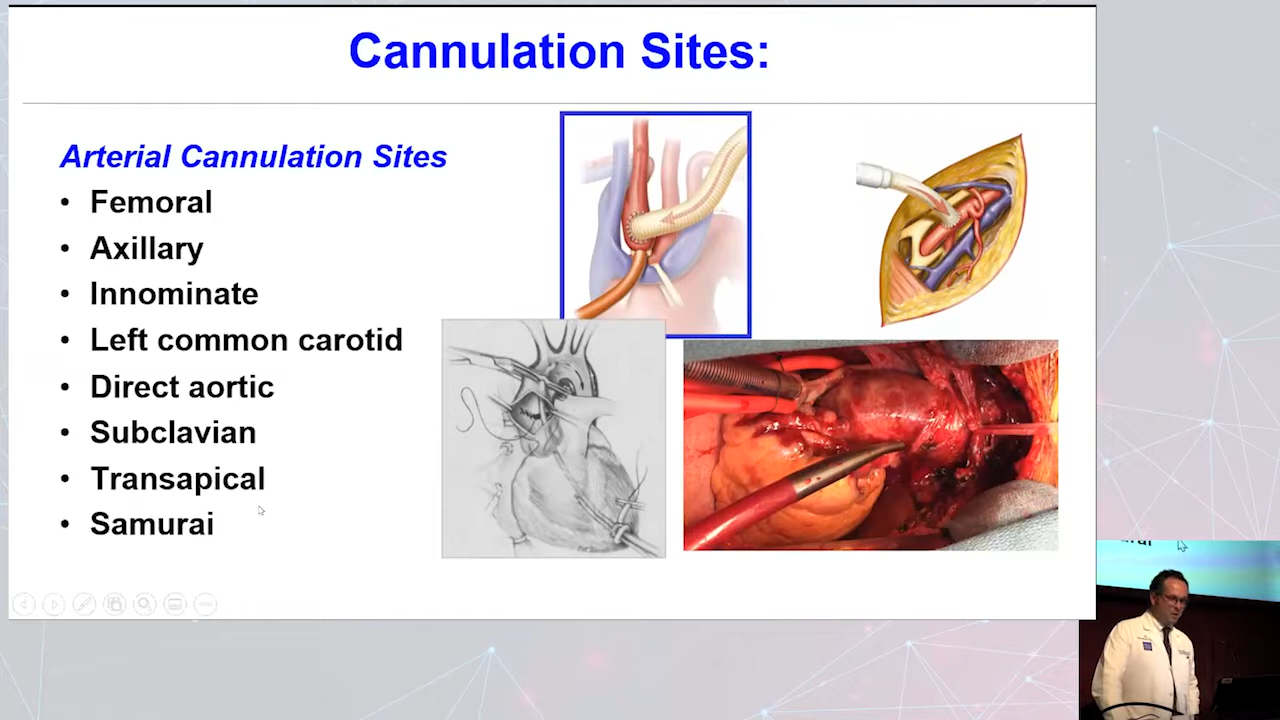 Cannulation Sites:
Arterial Cannulation Sites
• Femoral
• Axillary
• Innominate
• Left common carotid
• Direct aortic
• Subclavian
• Transapical
• Samurai